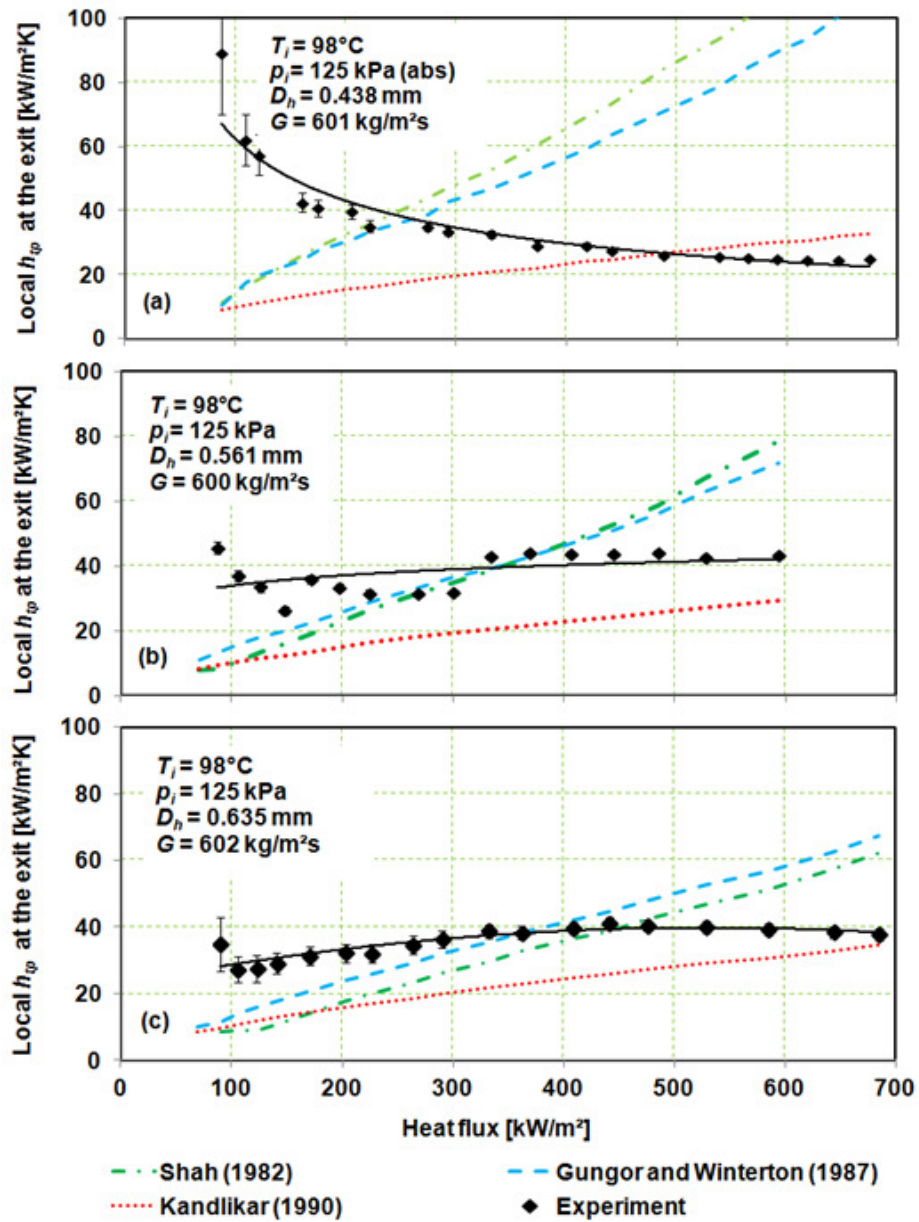 Local h_tp at the exit [kW/m²K]
100
80
60
40
20
0
T_i = 98°C
p_i = 125 kPa (abs)
D_h = 0.438 mm
G = 601 kg/m²s
(a)
Local h_tp at the exit [kW/m²K]
100
80
60
40
20
0
T_i = 98°C
p_i = 125 kPa
D_h = 0.561 mm
G = 600 kg/m²s
(b)
Local h_tp at the exit [kW/m²K]
100
80
60
40
20
0
T_i = 98°C
p_i = 125 kPa
D_h = 0.635 mm
G = 602 kg/m²s
(c)
0 100 200 300 400 500 600 700
Heat flux [kW/m²]
Shah (1982) Gungor and Winterton (1987)
Kandlikar (1990) Experiment